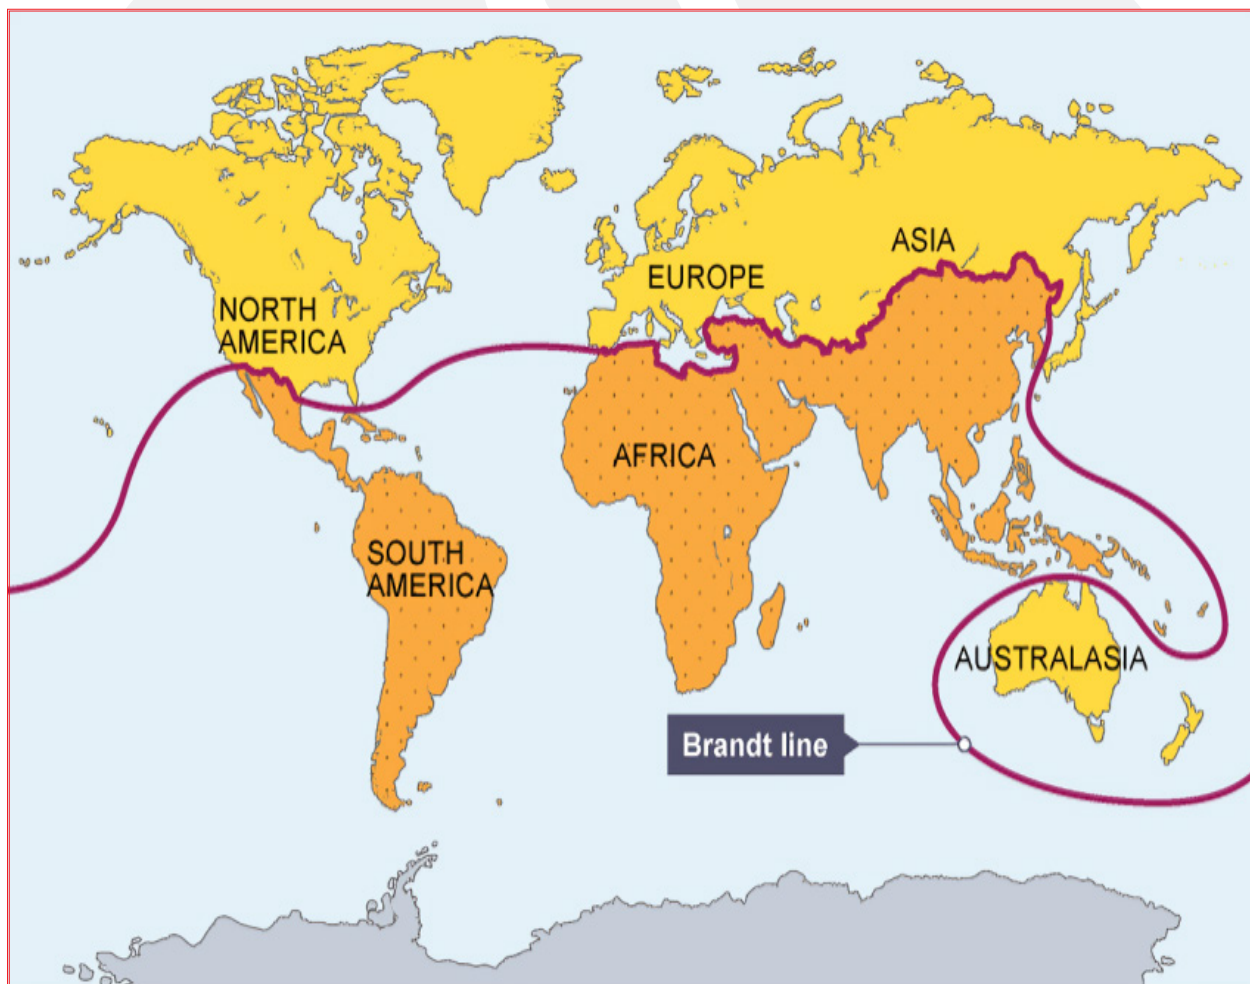 ASIA
EUROPE
NORTH
AMERICA
AFRICA
SOUTH
AMERICA
AUSTRALASIA
Brandt line